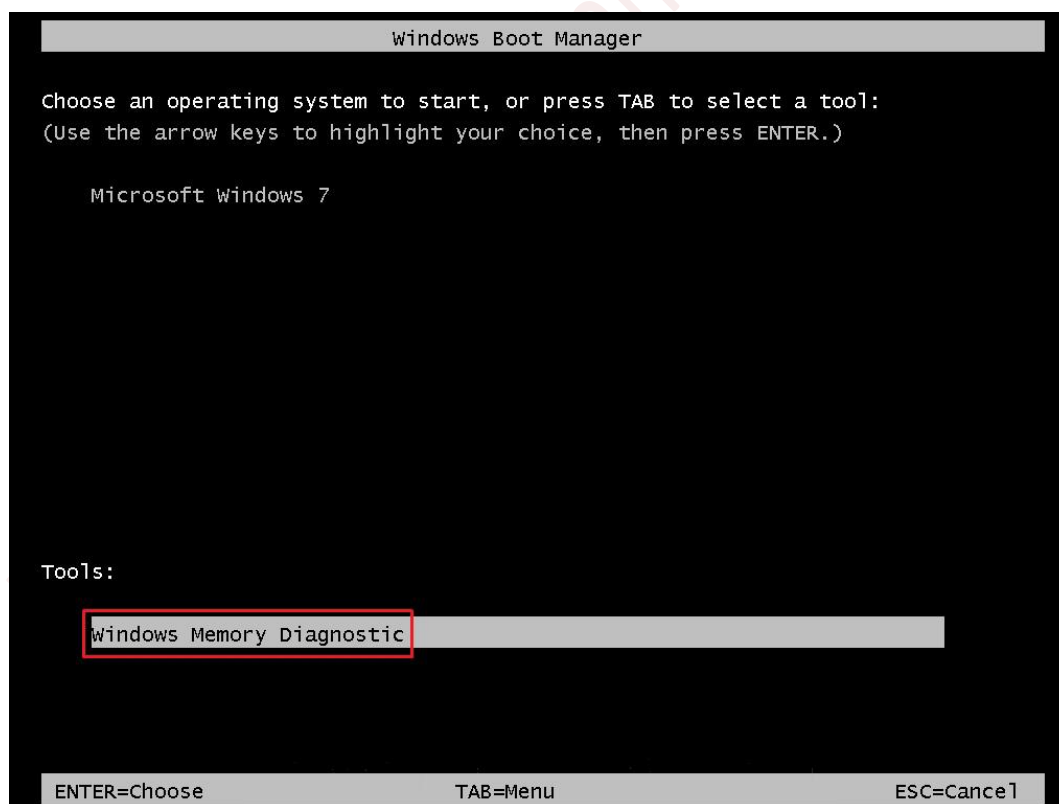 Windows Boot Manager
Choose an operating system to start, or press TAB to select a tool:
(Use the arrow keys to highlight your choice, then press ENTER.)
Microsoft Windows 7
Tools:
Windows Memory Diagnostic
ENTER=Choose TAB=Menu ESC=Cancel